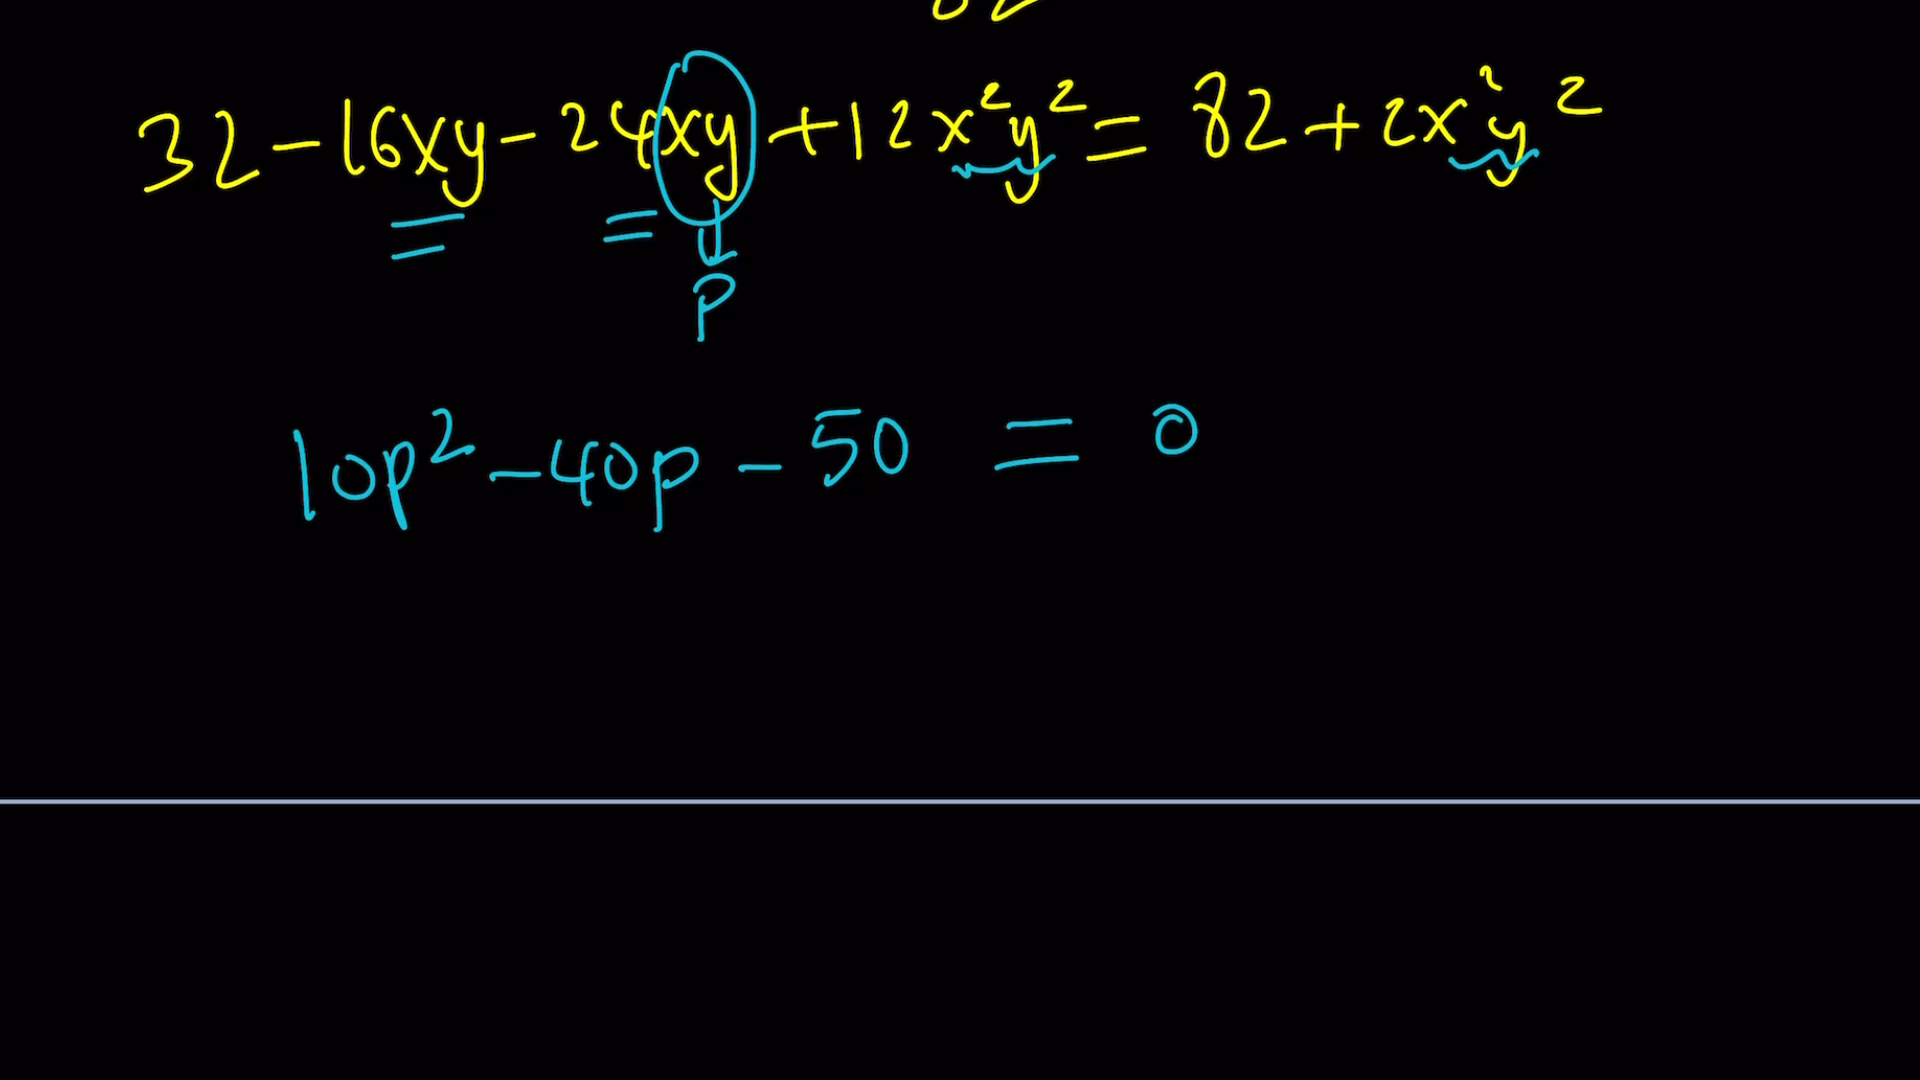 32 - 16xy - 24xy + 12x²y² = 82 + 2x²y²
p
10p² - 40p - 50 = 0